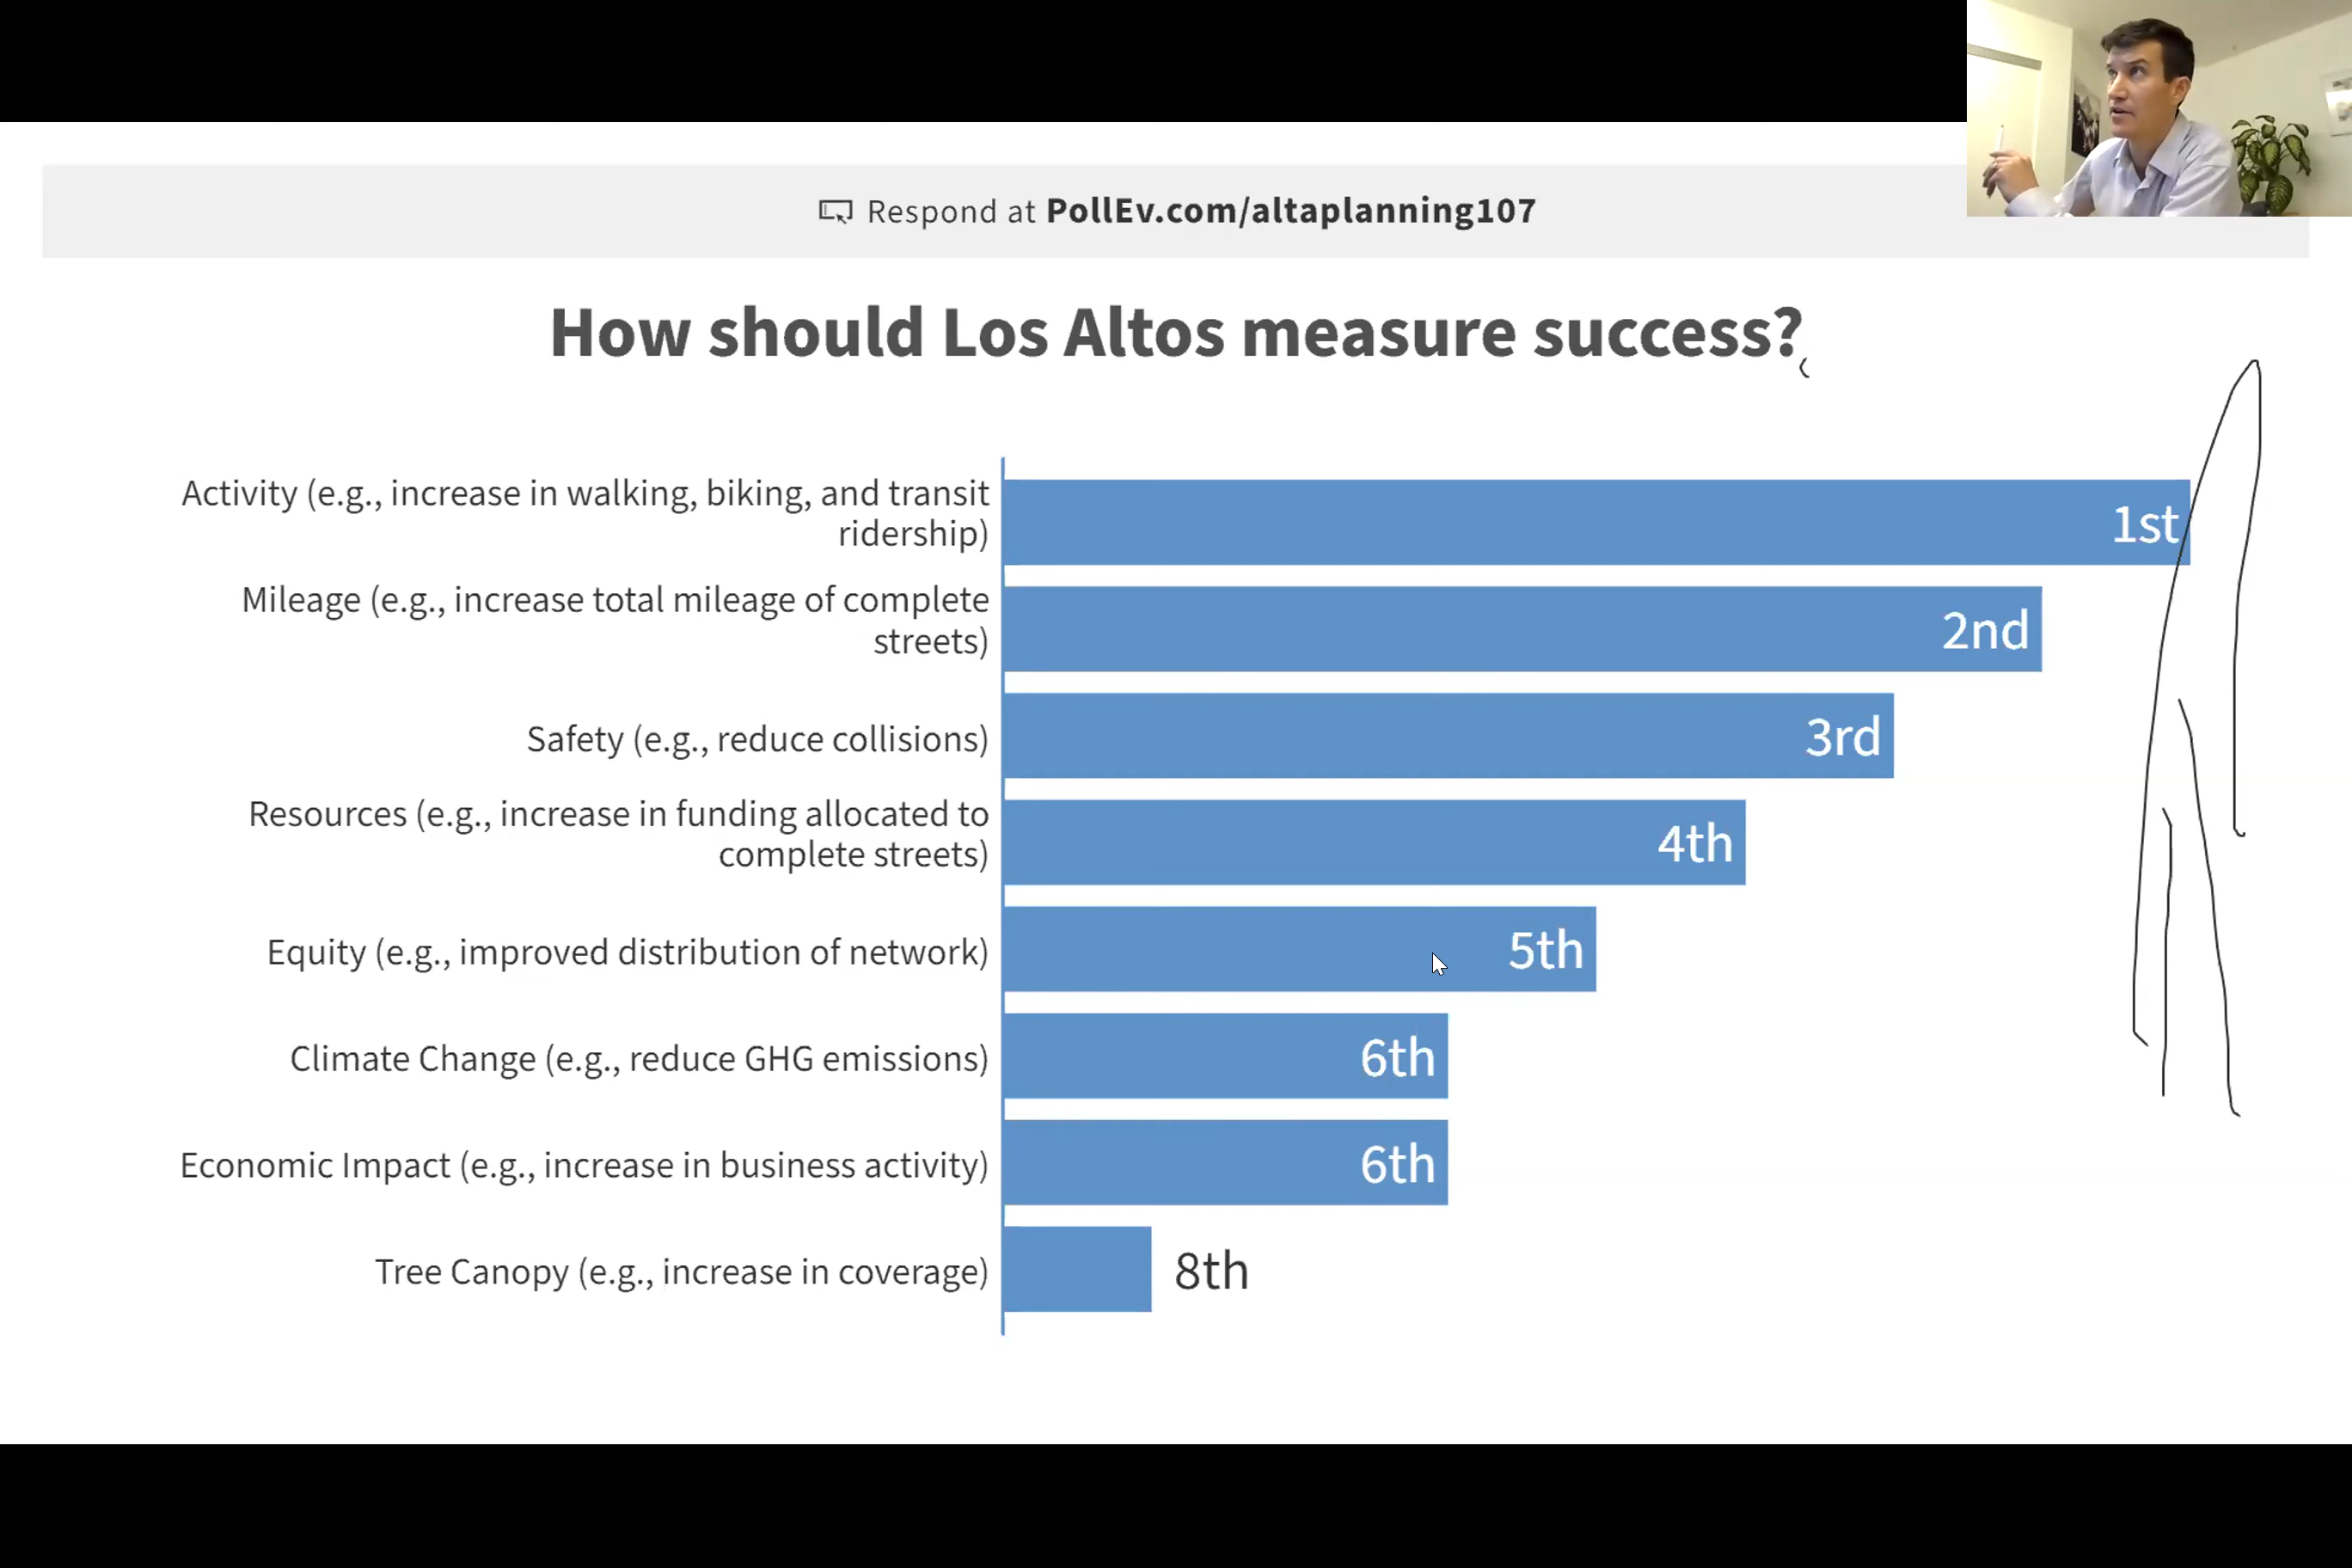 Respond at PollEv.com/altaplanning107
How should Los Altos measure success?
Activity (e.g., increase in walking, biking, and transit
ridership)
1st
Mileage (e.g., increase total mileage of complete
streets)
2nd
Safety (e.g., reduce collisions)
3rd
Resources (e.g., increase in funding allocated to
complete streets)
4th
Equity (e.g., improved distribution of network)
5th
Climate Change (e.g., reduce GHG emissions)
6th
Economic Impact (e.g., increase in business activity)
6th
Tree Canopy (e.g., increase in coverage)
8th